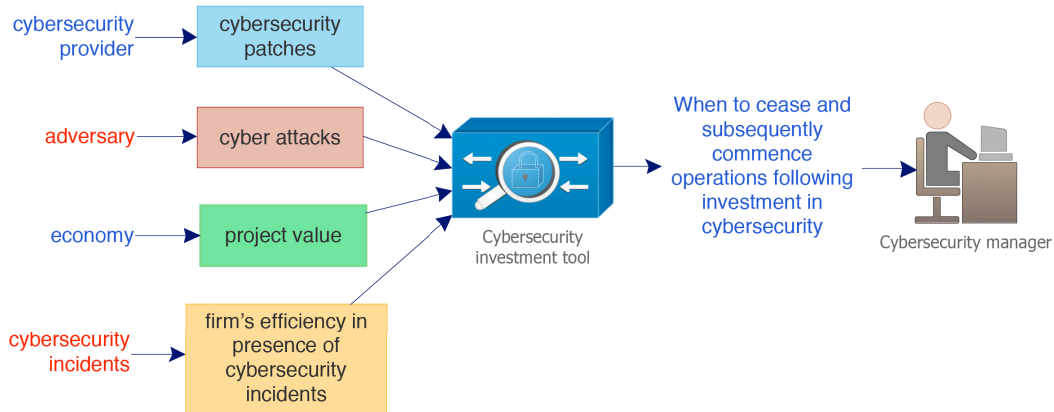 cybersecurity
provider
cybersecurity
patches
adversary
cyber attacks
economy
project value
cybersecurity
incidents
firm's efficiency in
presence of
cybersecurity
incidents
Cybersecurity
investment tool
When to cease and
subsequently
commence
operations following
investment in
cybersecurity
Cybersecurity manager